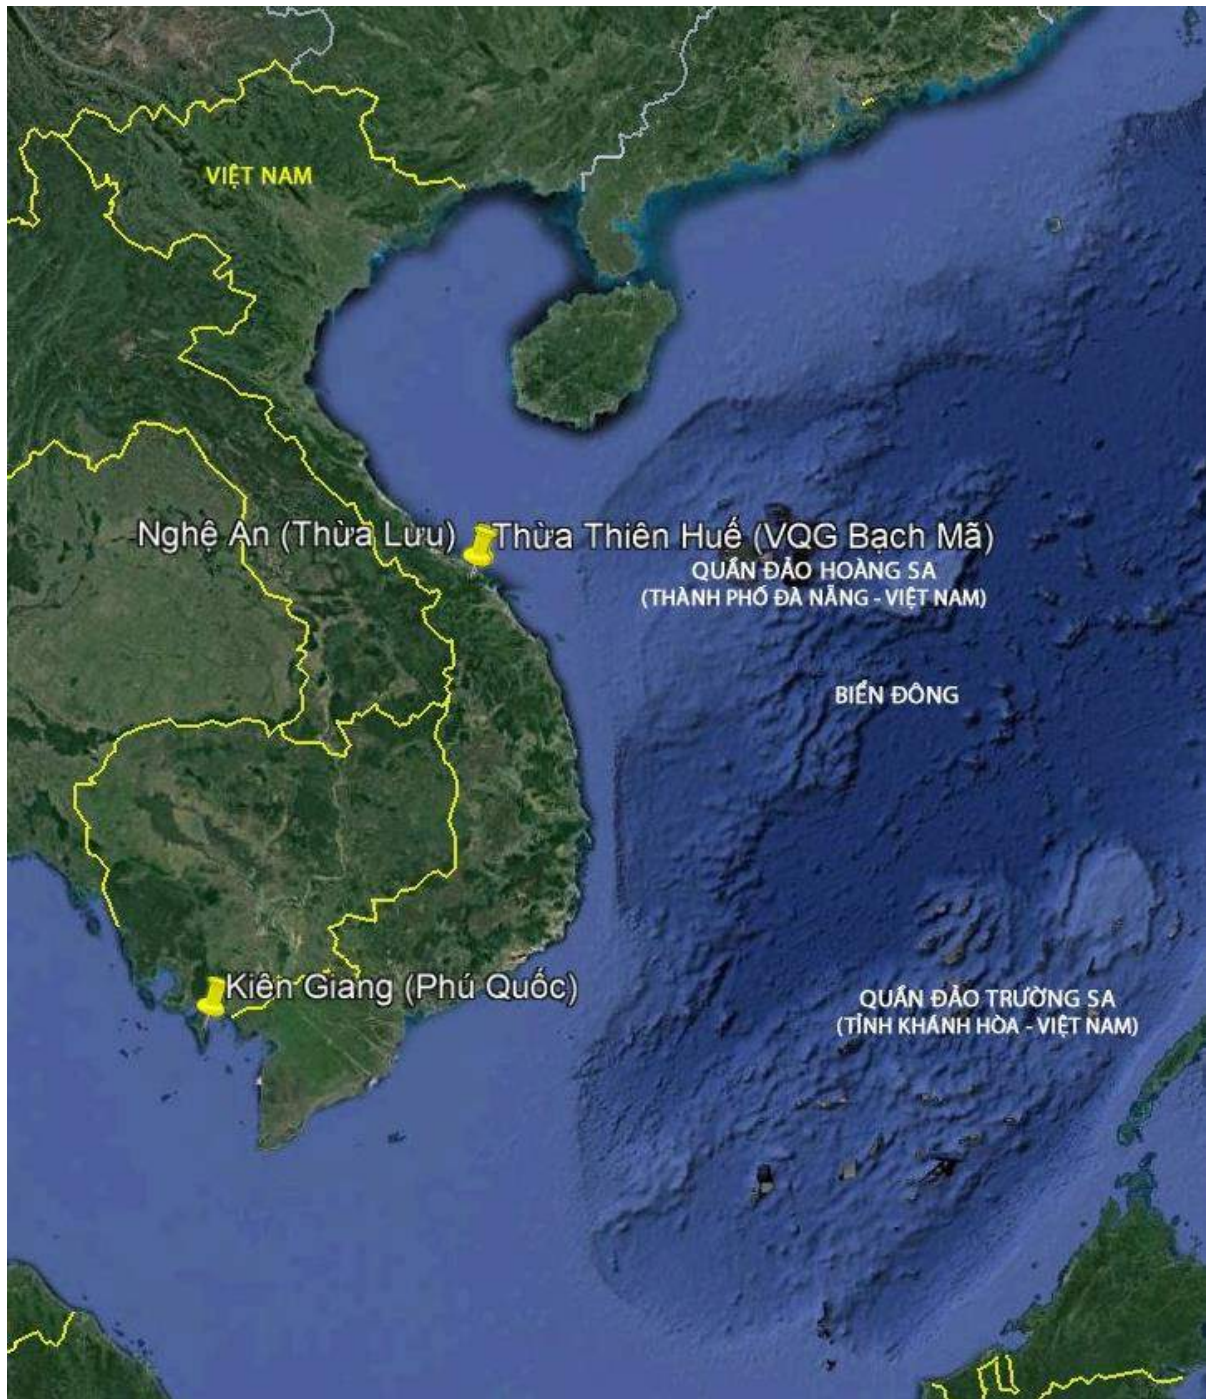 VIỆT NAM
Nghệ An (Thừa Lưu)
Thừa Thiên Huế (VQG Bạch Mã)
QUẦN ĐẢO HOÀNG SA
(THÀNH PHỐ ĐÀ NẴNG - VIỆT NAM)
BIỂN ĐÔNG
Kiên Giang (Phú Quốc)
QUẦN ĐẢO TRƯỜNG SA
(TỈNH KHÁNH HÒA - VIỆT NAM)